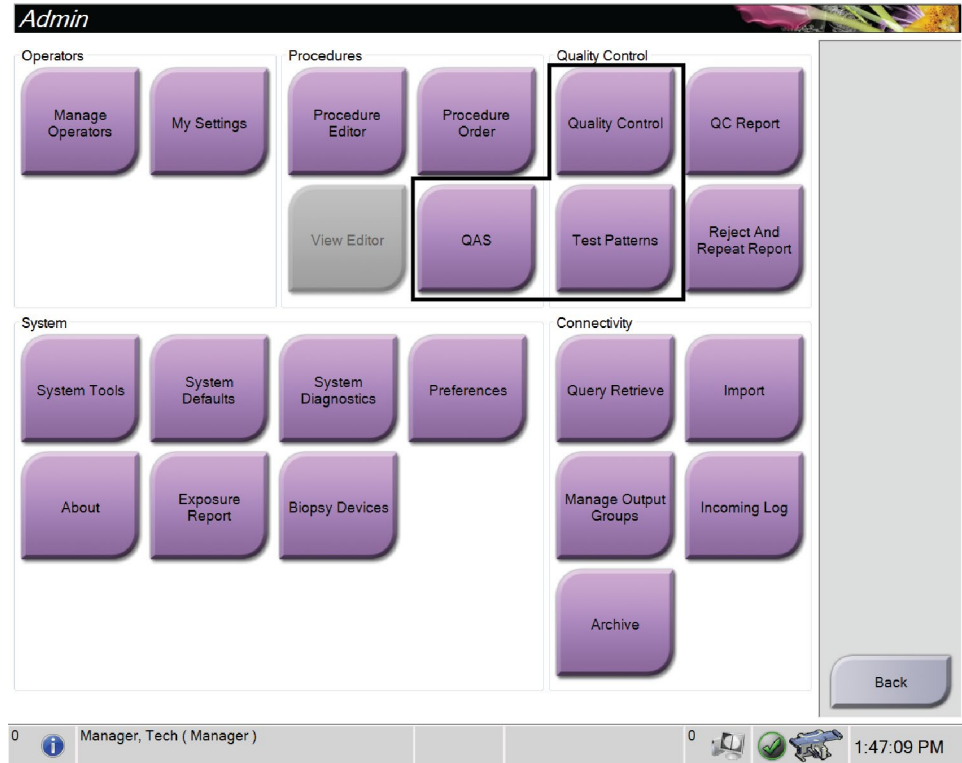 Admin
Operators
Procedures
Quality Control
Manage
Operators
My Settings
Procedure
Editor
Procedure
Order
Quality Control
QC Report
View Editor
QAS
Test Patterns
Reject And
Repeat Report
System
Connectivity
System Tools
System
Defaults
System
Diagnostics
Preferences
Query Retrieve
Import
About
Exposure
Report
Biopsy Devices
Manage Output
Groups
Incoming Log
Archive
Back
0
Manager, Tech ( Manager )
0
1:47:09 PM